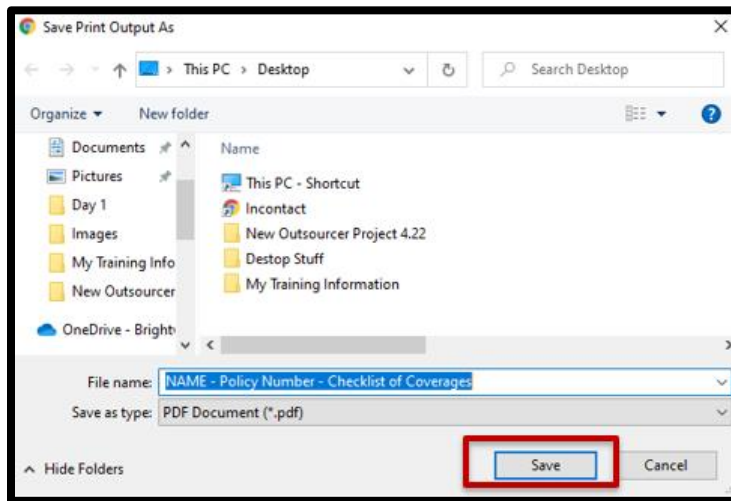 Save Print Output As
This PC > Desktop
Search Desktop
Organize
New folder
Documents
Pictures
Day 1
Images
My Training Info
New Outsourcer
OneDrive - Bright
Name
This PC - Shortcut
Incontact
New Outsourcer Project 4.22
Destop Stuff
My Training Information
File name: NAME - Policy Number - Checklist of Coverages
Save as type: PDF Document (*.pdf)
Hide Folders
Save
Cancel